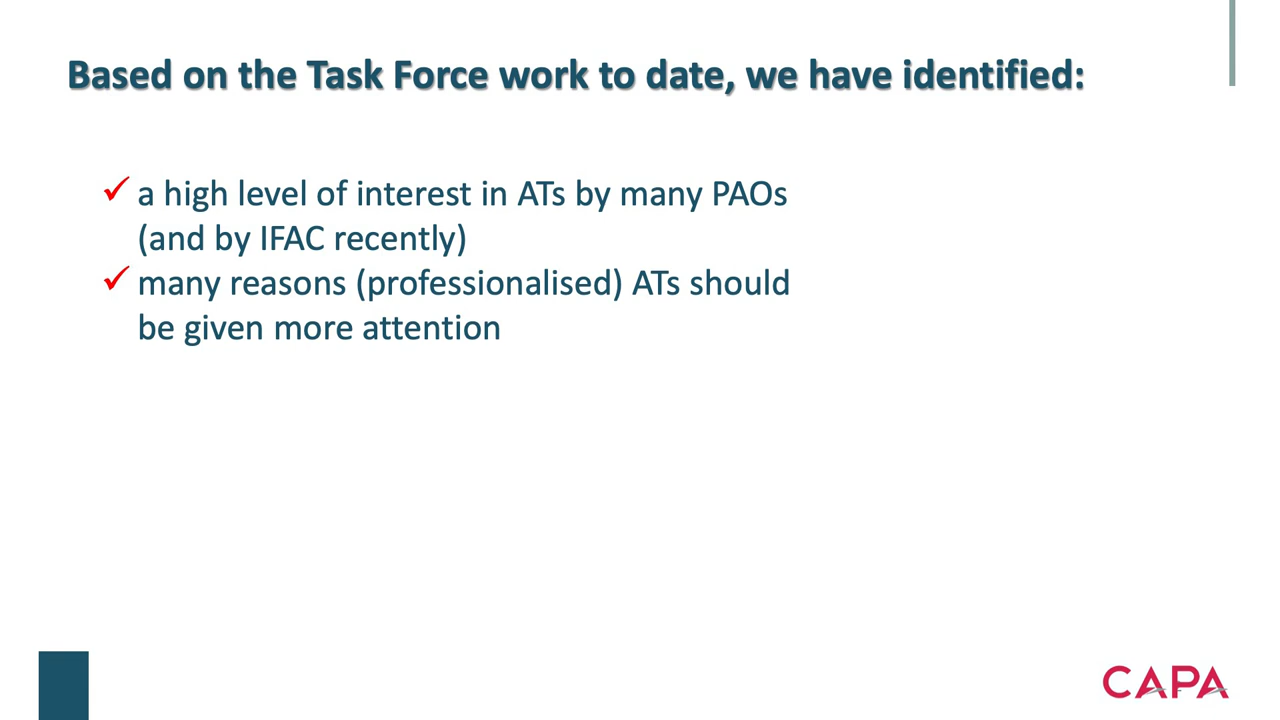 Based on the Task Force work to date, we have identified:
✓ a high level of interest in ATs by many PAOs
(and by IFAC recently)
✓ many reasons (professionalised) ATs should
be given more attention
CAPA